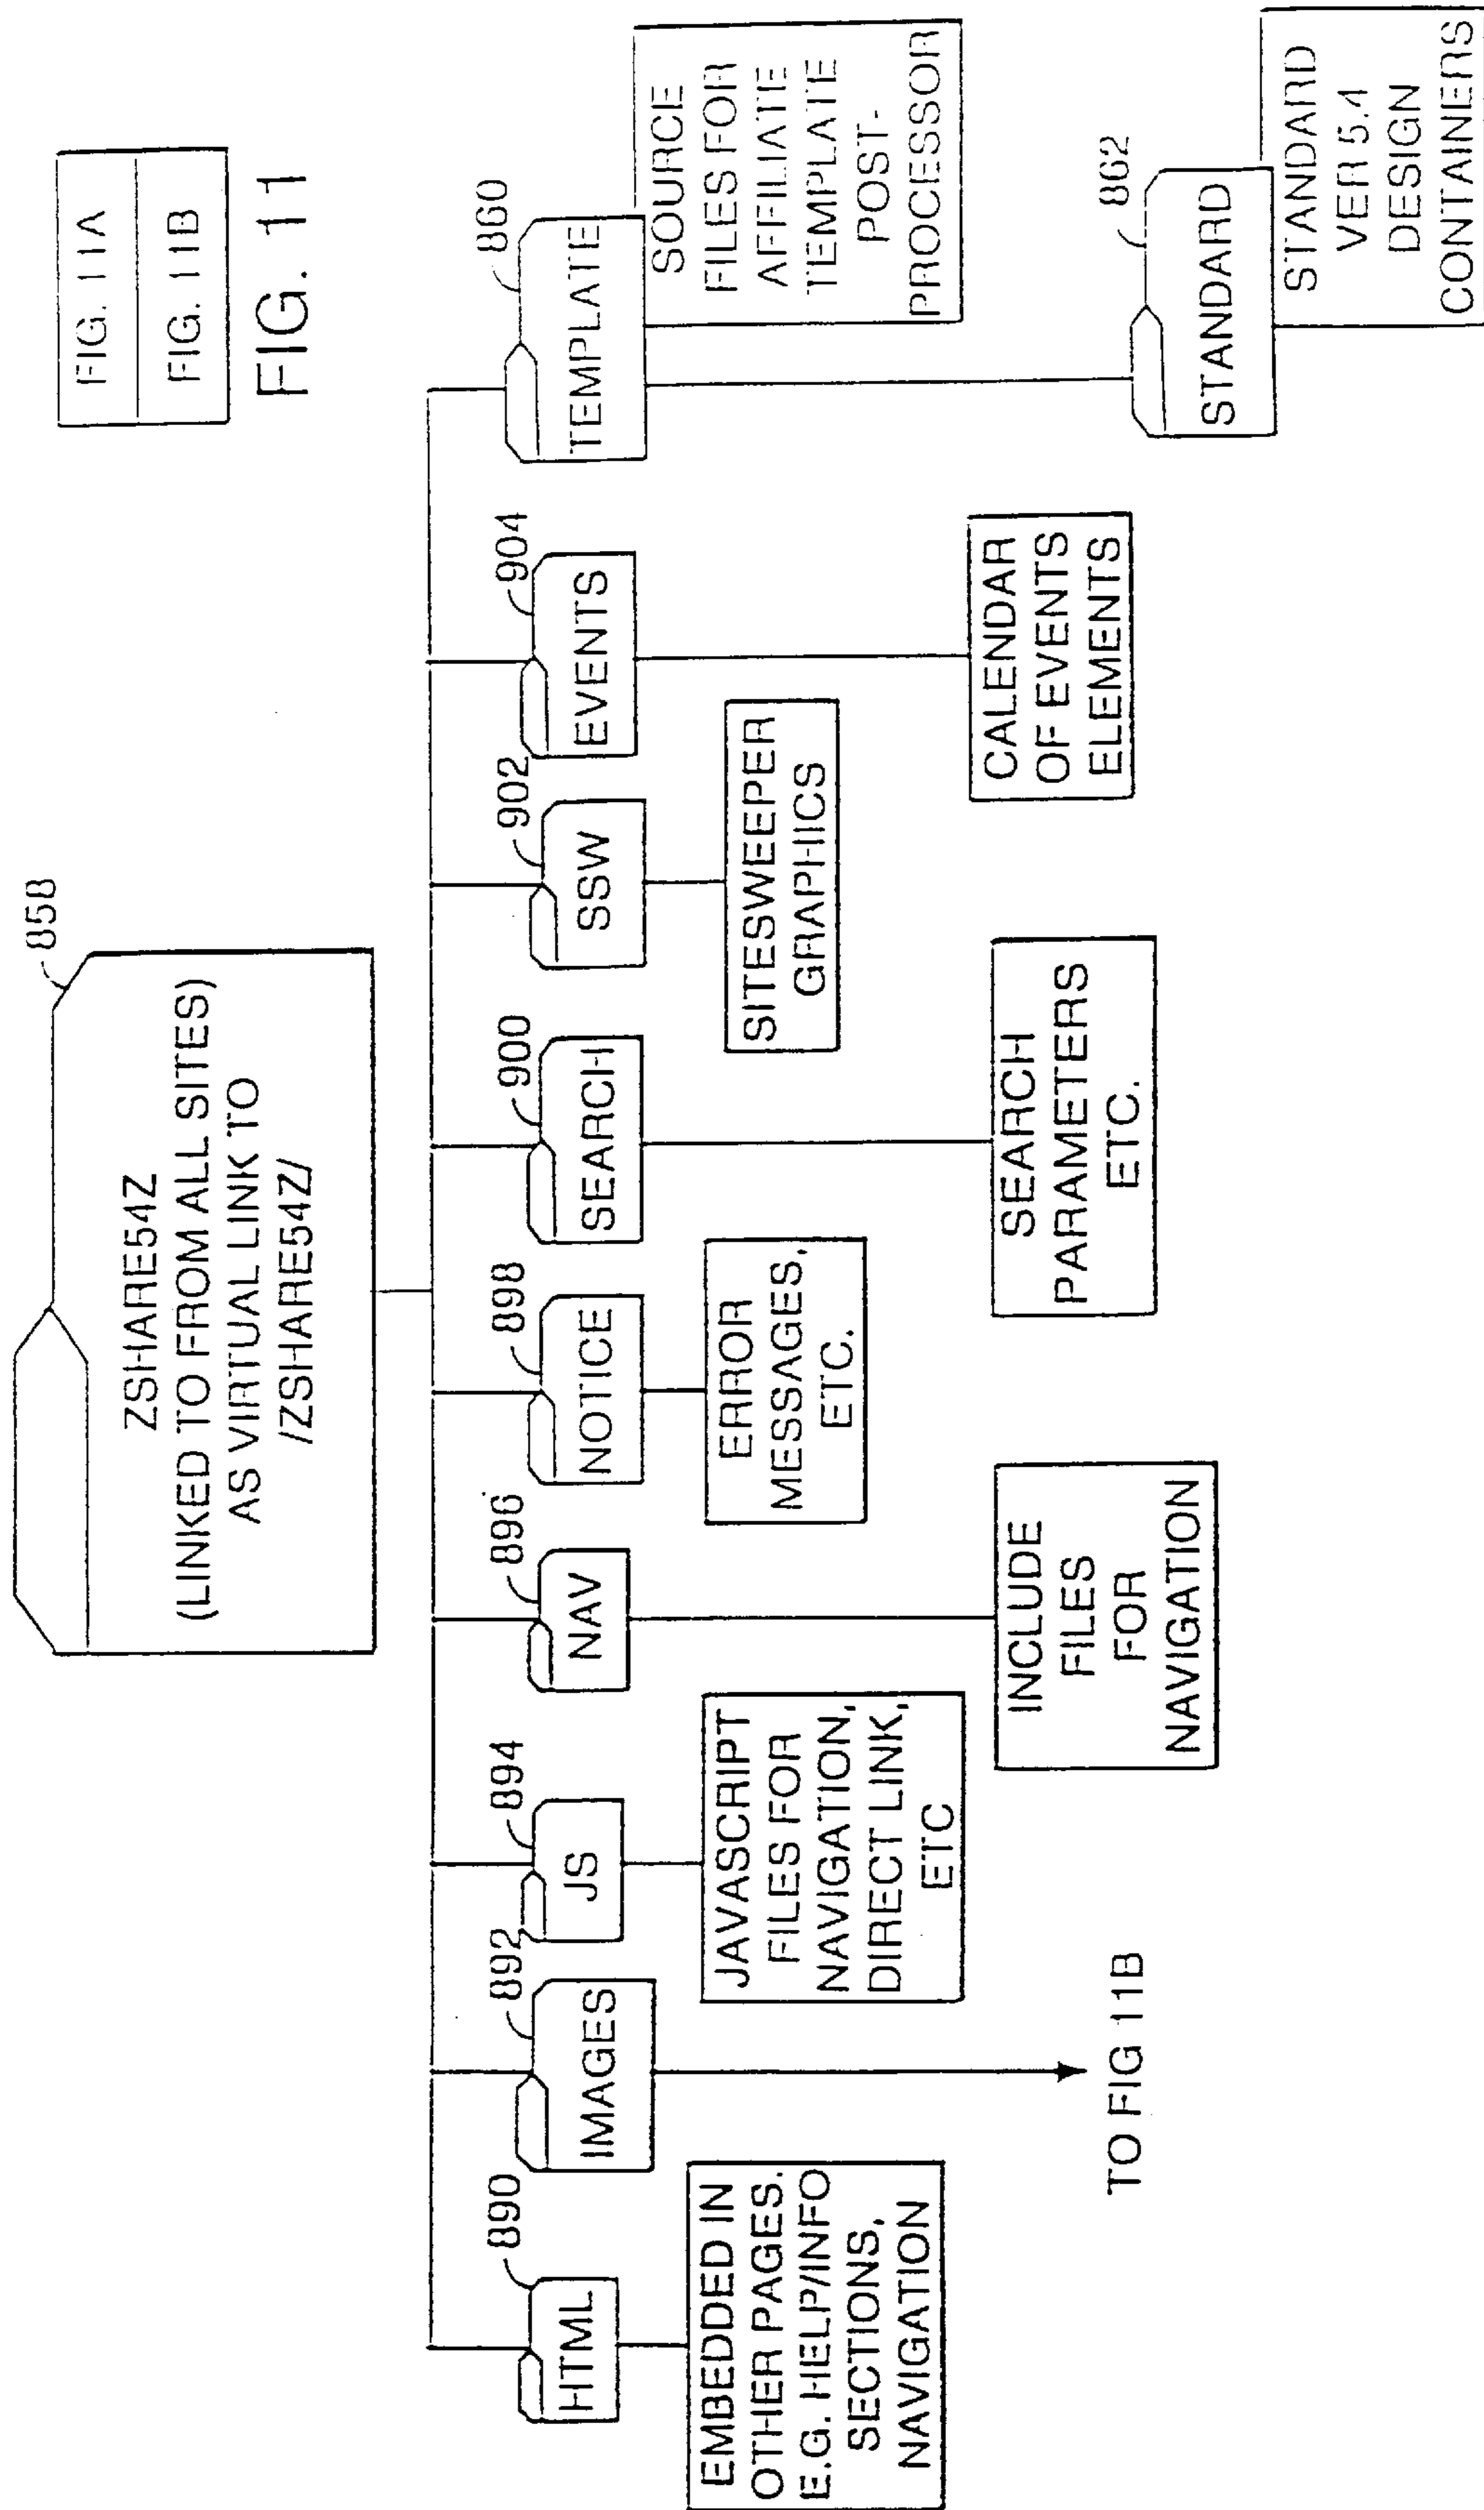 FIG. 11A
FIG. 11B
FIG. 11
858
ZSHARE54Z
(LINKED TO FROM ALL SITES)
AS VIRTUAL LINK TO
/ZSHARE54Z/
890
HTML
EMBEDDED IN
OTHER PAGES.
E.G. HELP/INFO
SECTIONS,
NAVIGATION
892
IMAGES
TO FIG 11B
894
JS
JAVASCRIPT
FILES FOR
NAVIGATION,
DIRECT LINK,
ETC
896
NAV
INCLUDE
FILES
FOR
NAVIGATION
898
NOTICE
ERROR
MESSAGES,
ETC.
900
SEARCH
SEARCH
PARAMETERS
ETC.
902
SSW
SITESWEEPER
GRAPHICS
904
EVENTS
CALENDAR
OF EVENTS
ELEMENTS
860
TEMPLATE
SOURCE
FILES FOR
AFFILIATE
TEMPLATE
POST-
PROCESSOR
862
STANDARD
STANDARD
VER 5.4
DESIGN
CONTAINERS